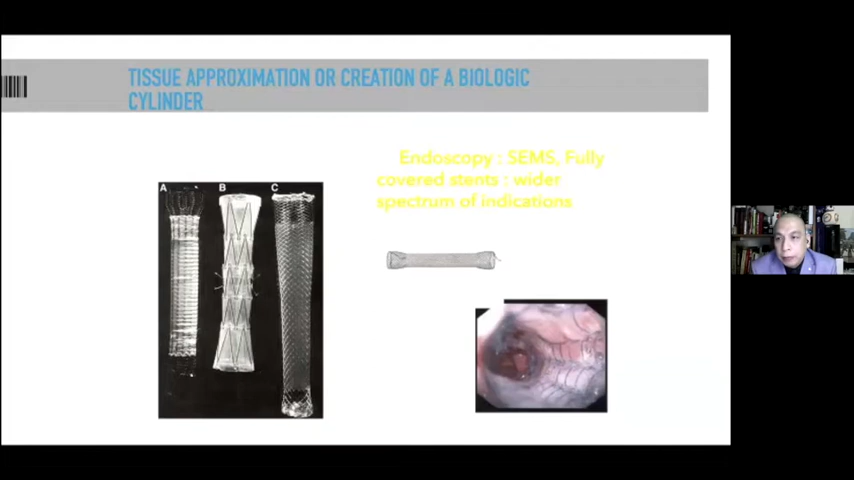 TISSUE APPROXIMATION OR CREATION OF A BIOLOGIC
CYLINDER
Endoscopy : SEMS, Fully
covered stents : wider
spectrum of indications
A B C